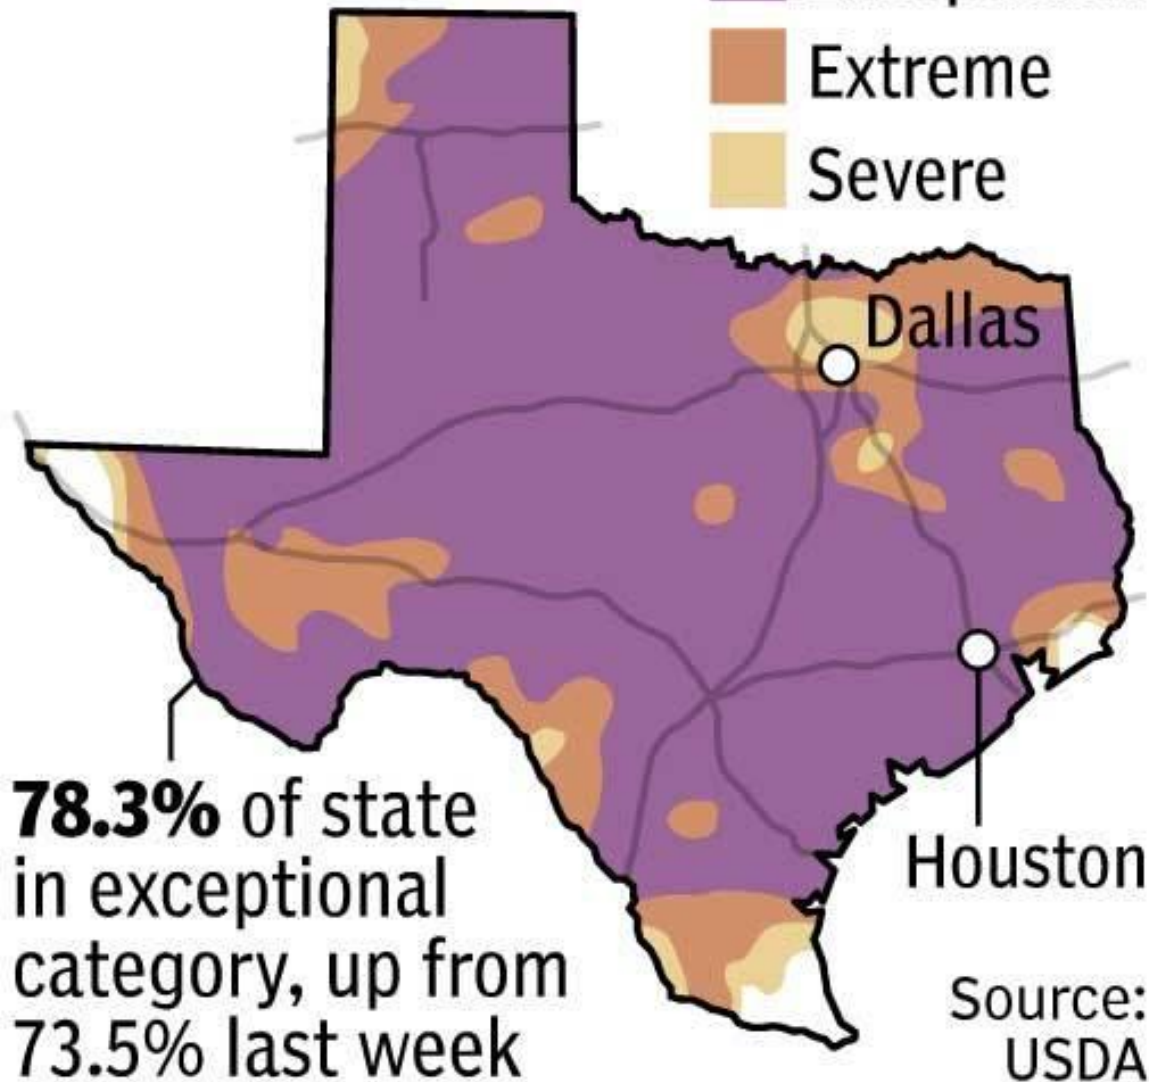 Extreme
Severe
Dallas
78.3% of state
in exceptional
category, up from
73.5% last week
Houston
Source:
USDA